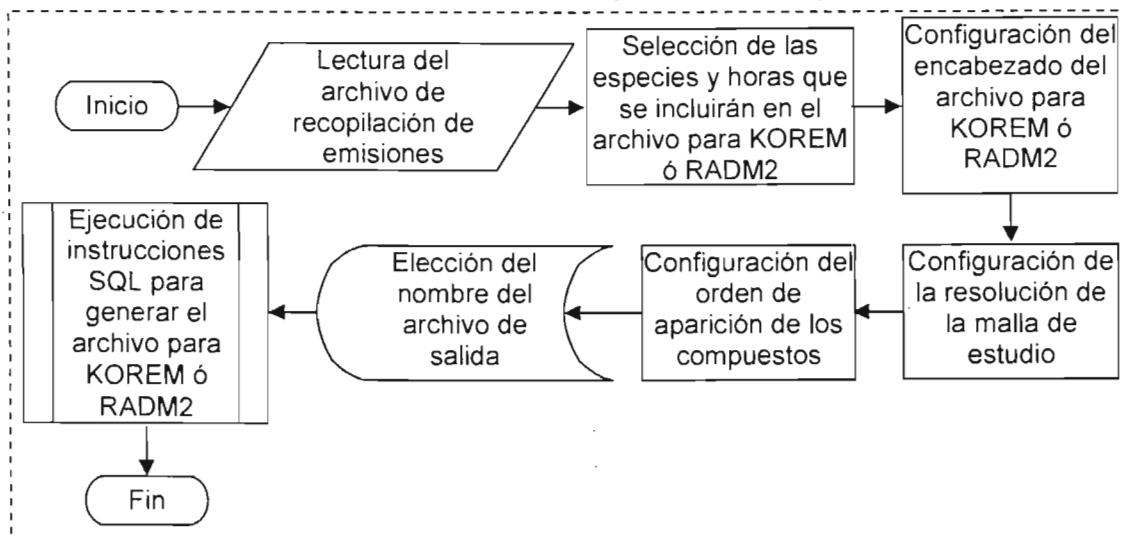 Inicio
Lectura del
archivo de
recopilación de
emisiones
Selección de las
especies y horas que
se incluirán en el
archivo para KOREM
ó RADM2
Configuración del
encabezado del
archivo para
KOREM ó
RADM2
Configuración de
la resolución de
la malla de
estudio
Configuración del
orden de
aparición de los
compuestos
Elección del
nombre del
archivo de
salida
Ejecución de
instrucciones
SQL para
generar el
archivo para
KOREM ó
RADM2
Fin